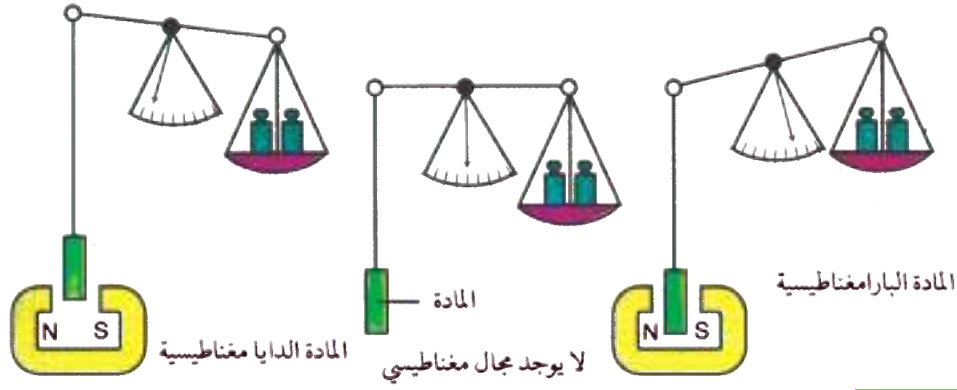 المادة البارامغناطيسية
N S
المادة
لا يوجد مجال مغناطيسي
المادة الدايا مغناطيسية
N S